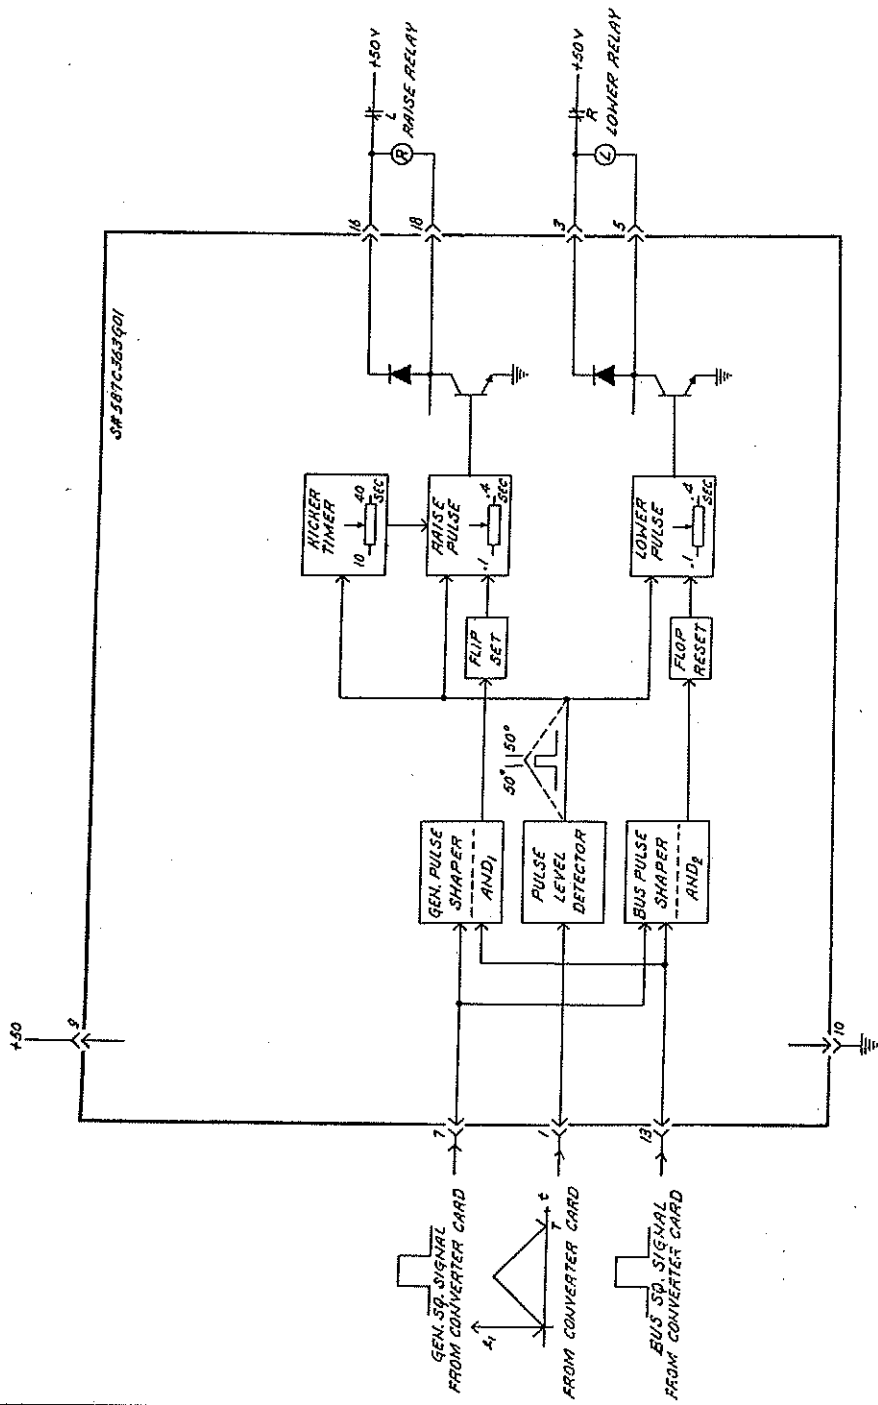 S# 587C363G01
+50
9
GEN. SQ. SIGNAL
FROM CONVERTER CARD
7
E1
t
T
FROM CONVERTER CARD
1
BUS SQ. SIGNAL
FROM CONVERTER CARD
13
10
GEN. PULSE
SHAPER
AND1
PULSE
LEVEL
DETECTOR
BUS PULSE
SHAPER
AND2
50° 50°
FLIP
SET
FLOP
RESET
KICKER
TIMER
10 40
SEC
RAISE
PULSE
.1 .4
SEC
LOWER
PULSE
.1 .4
SEC
16
18
3
5
L
+50V
R
RAISE RELAY
R
+50V
L
LOWER RELAY